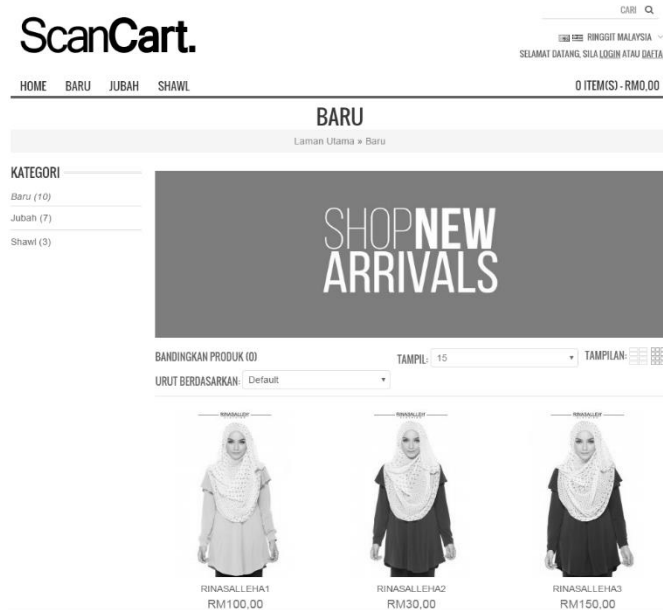 CARI
ScanCart.
RINGGIT MALAYSIA
SELAMAT DATANG, SILA LOGIN ATAU DAFTA
HOME BARU JUBAH SHAWL 0 ITEM(S) - RM0,00
BARU
Laman Utama » Baru
KATEGORI
Baru (10)
Jubah (7)
Shawl (3)
SHOPNEW
ARRIVALS
BANDINGKAN PRODUK (0) TAMPIL: 15 TAMPILAN:
URUT BERDASARKAN: Default
RINASALLEHA1 RINASALLEHA2 RINASALLEHA3
RM100,00 RM30,00 RM150,00